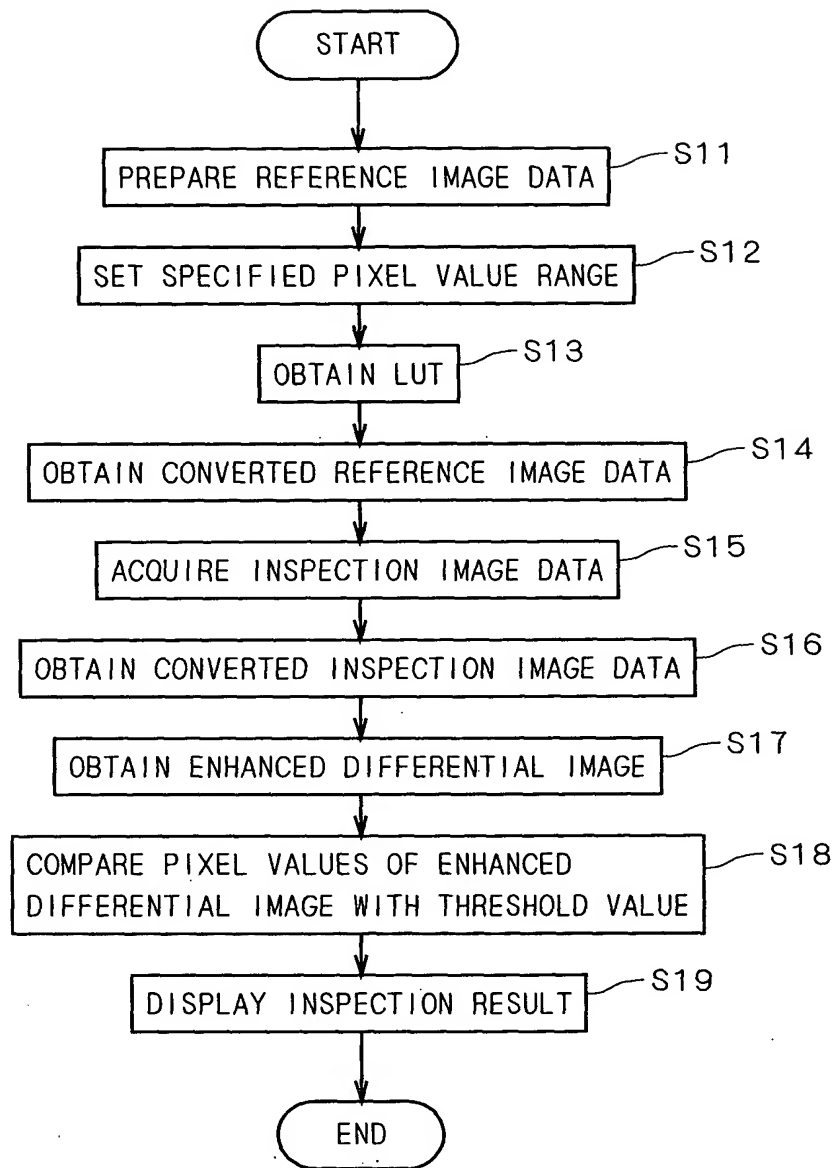 START
PREPARE REFERENCE IMAGE DATA
S11
SET SPECIFIED PIXEL VALUE RANGE
S12
OBTAIN LUT
S13
OBTAIN CONVERTED REFERENCE IMAGE DATA
S14
ACQUIRE INSPECTION IMAGE DATA
S15
OBTAIN CONVERTED INSPECTION IMAGE DATA
S16
OBTAIN ENHANCED DIFFERENTIAL IMAGE
S17
COMPARE PIXEL VALUES OF ENHANCED
DIFFERENTIAL IMAGE WITH THRESHOLD VALUE
S18
DISPLAY INSPECTION RESULT
S19
END